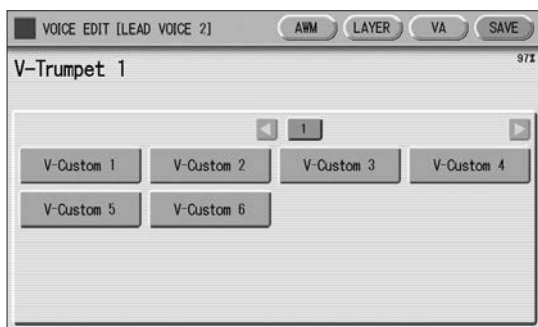 VOICE EDIT [LEAD VOICE 2] AWM LAYER VA SAVE
V-Trumpet 1 97%
1
V-Custom 1 V-Custom 2 V-Custom 3 V-Custom 4
V-Custom 5 V-Custom 6